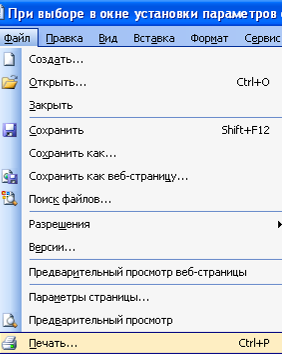 При выборе в окне установки параметров
Файл Правка Вид Вставка Формат Сервис
Создать...
Открыть... Ctrl+O
Закрыть
Сохранить Shift+F12
Сохранить как...
Сохранить как веб-страницу...
Поиск файлов...
Разрешения
Версии...
Предварительный просмотр веб-страницы
Параметры страницы...
Предварительный просмотр
Печать... Ctrl+P